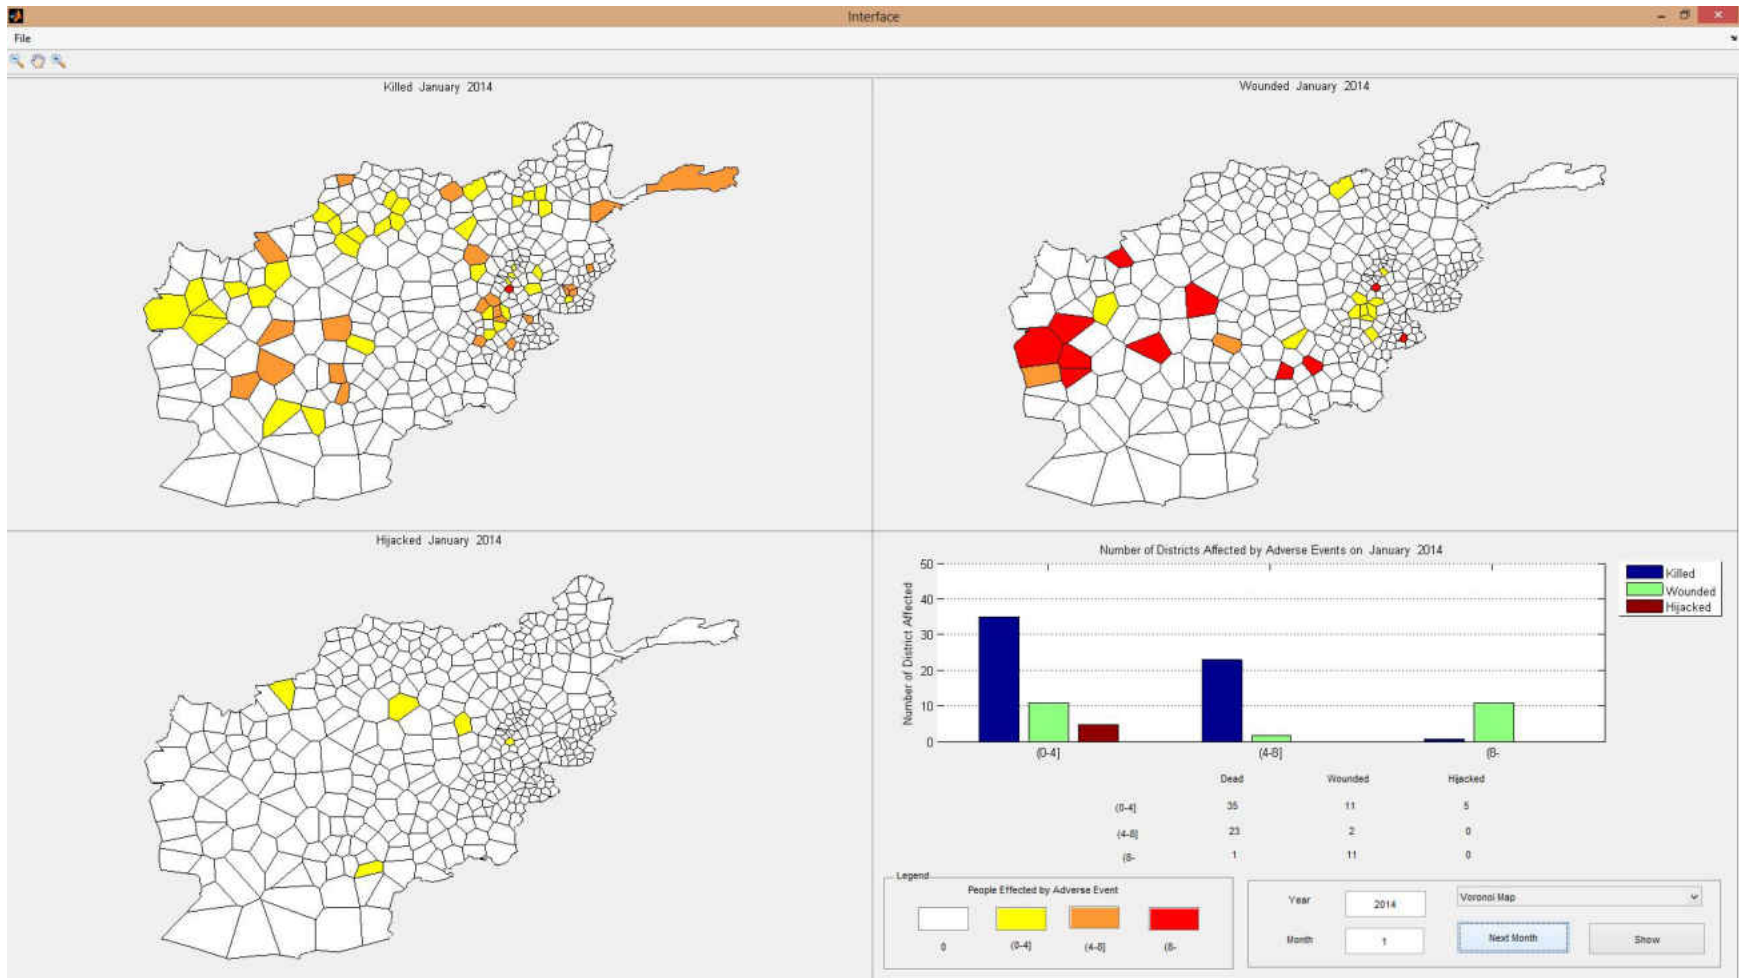 Interface
File
Killed January 2014
Wounded January 2014
Hijacked January 2014
Number of Districts Affected by Adverse Events on January 2014
Number of District Affected
50
40
30
20
10
0
(0-4]
(4-8]
(8-
Killed
Wounded
Hijacked
Dead Wounded Hijacked
(0-4] 35 11 5
(4-8] 23 2 0
(8- 1 11 0
Legend
People Effected by Adverse Event
0 (0-4] (4-8] (8-
Year 2014 Voronoi Map
Month 1 Next Month Show